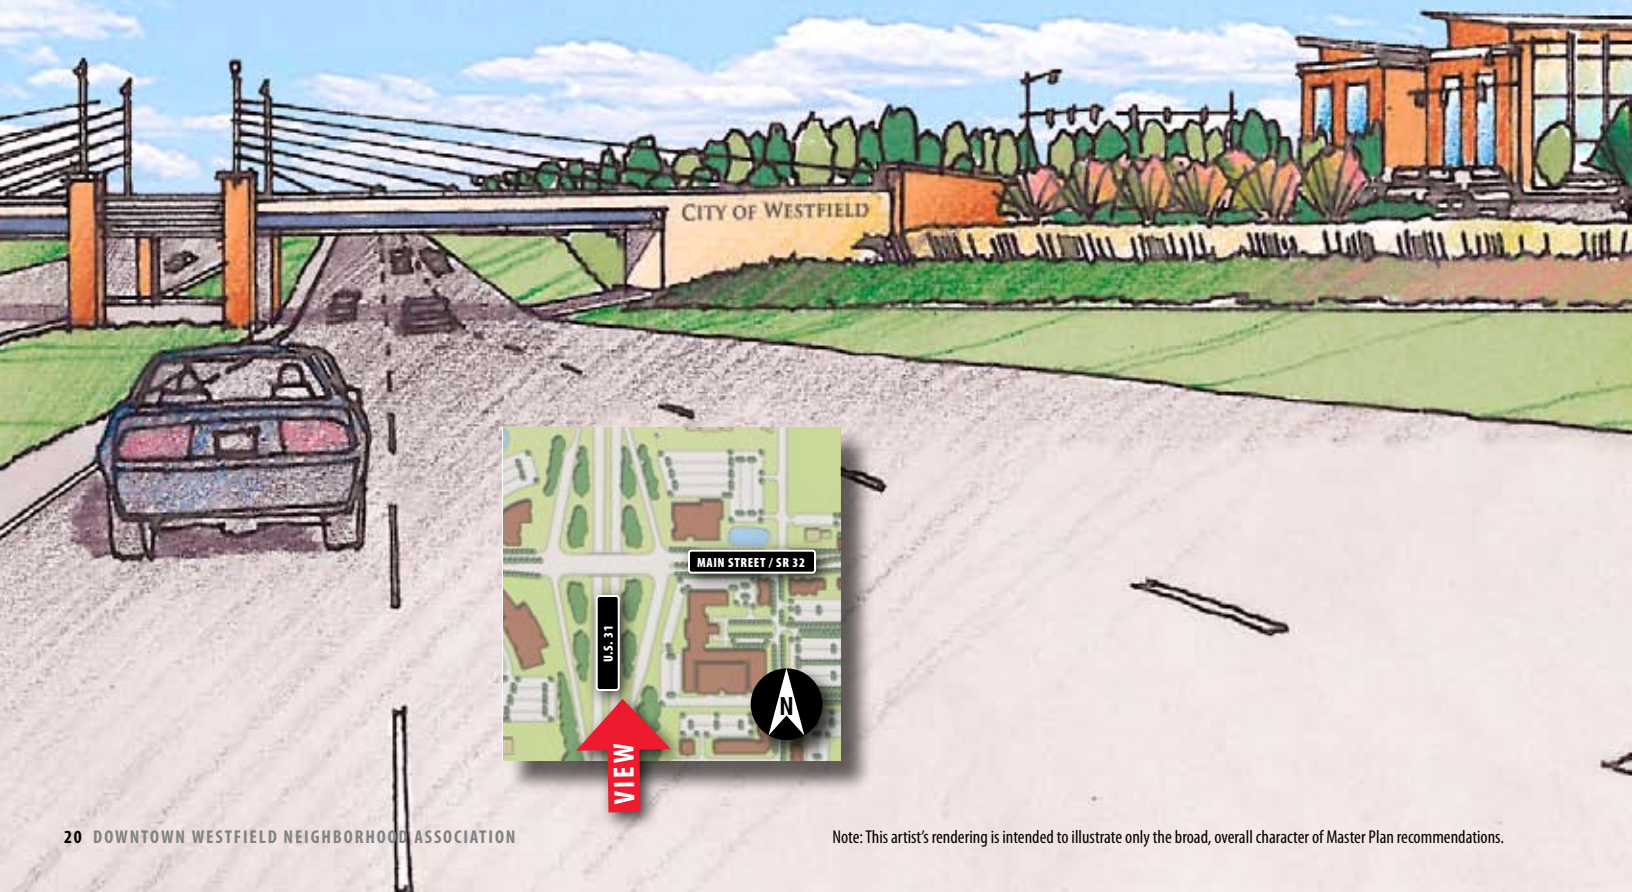 CITY OF WESTFIELD
MAIN STREET / SR 32
U.S. 31
N
VIEW
20 DOWNTOWN WESTFIELD NEIGHBORHOOD ASSOCIATION
Note: This artist's rendering is intended to illustrate only the broad, overall character of Master Plan recommendations.